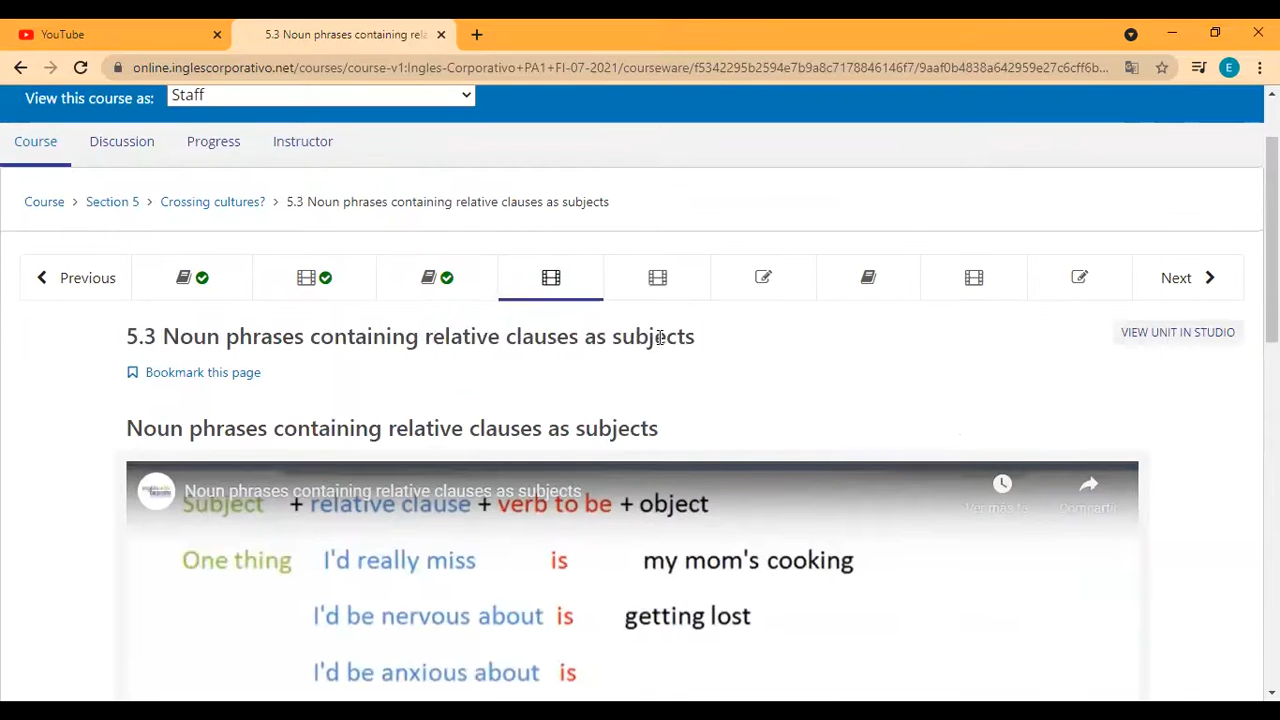 YouTube
5.3 Noun phrases containing rela
online.inglescorporativo.net/courses/course-v1:Ingles-Corporativo+PA1+FI-07-2021/courseware/f5342295b2594e7b9a8c7178846146f7/9aaf0b4838a642959e27c6cff6b...
E
View this course as: Staff
Course Discussion Progress Instructor
Course > Section 5 > Crossing cultures? > 5.3 Noun phrases containing relative clauses as subjects
Previous Next
5.3 Noun phrases containing relative clauses as subjects
VIEW UNIT IN STUDIO
Bookmark this page
Noun phrases containing relative clauses as subjects
Noun phrases containing relative clauses as subjects
Subject + relative clause + verb to be + object
Compartir
One thing I'd really miss is my mom's cooking
I'd be nervous about is getting lost
I'd be anxious about is